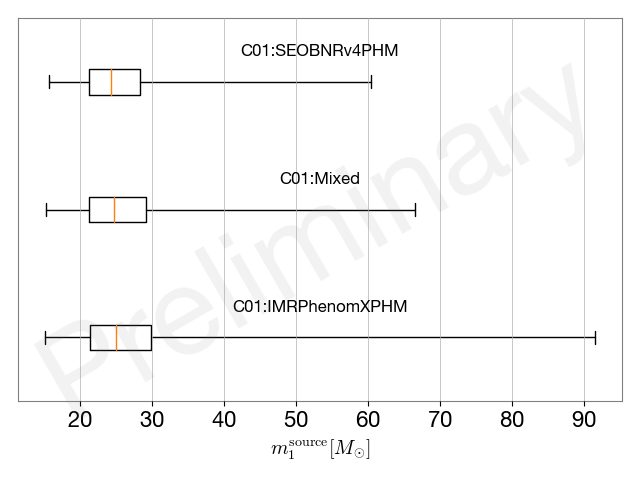 C01:SEOBNRv4PHM
C01:Mixed
C01:IMRPhenomXPHM
Preliminary
20 30 40 50 60 70 80 90
m₁^source [M☉]